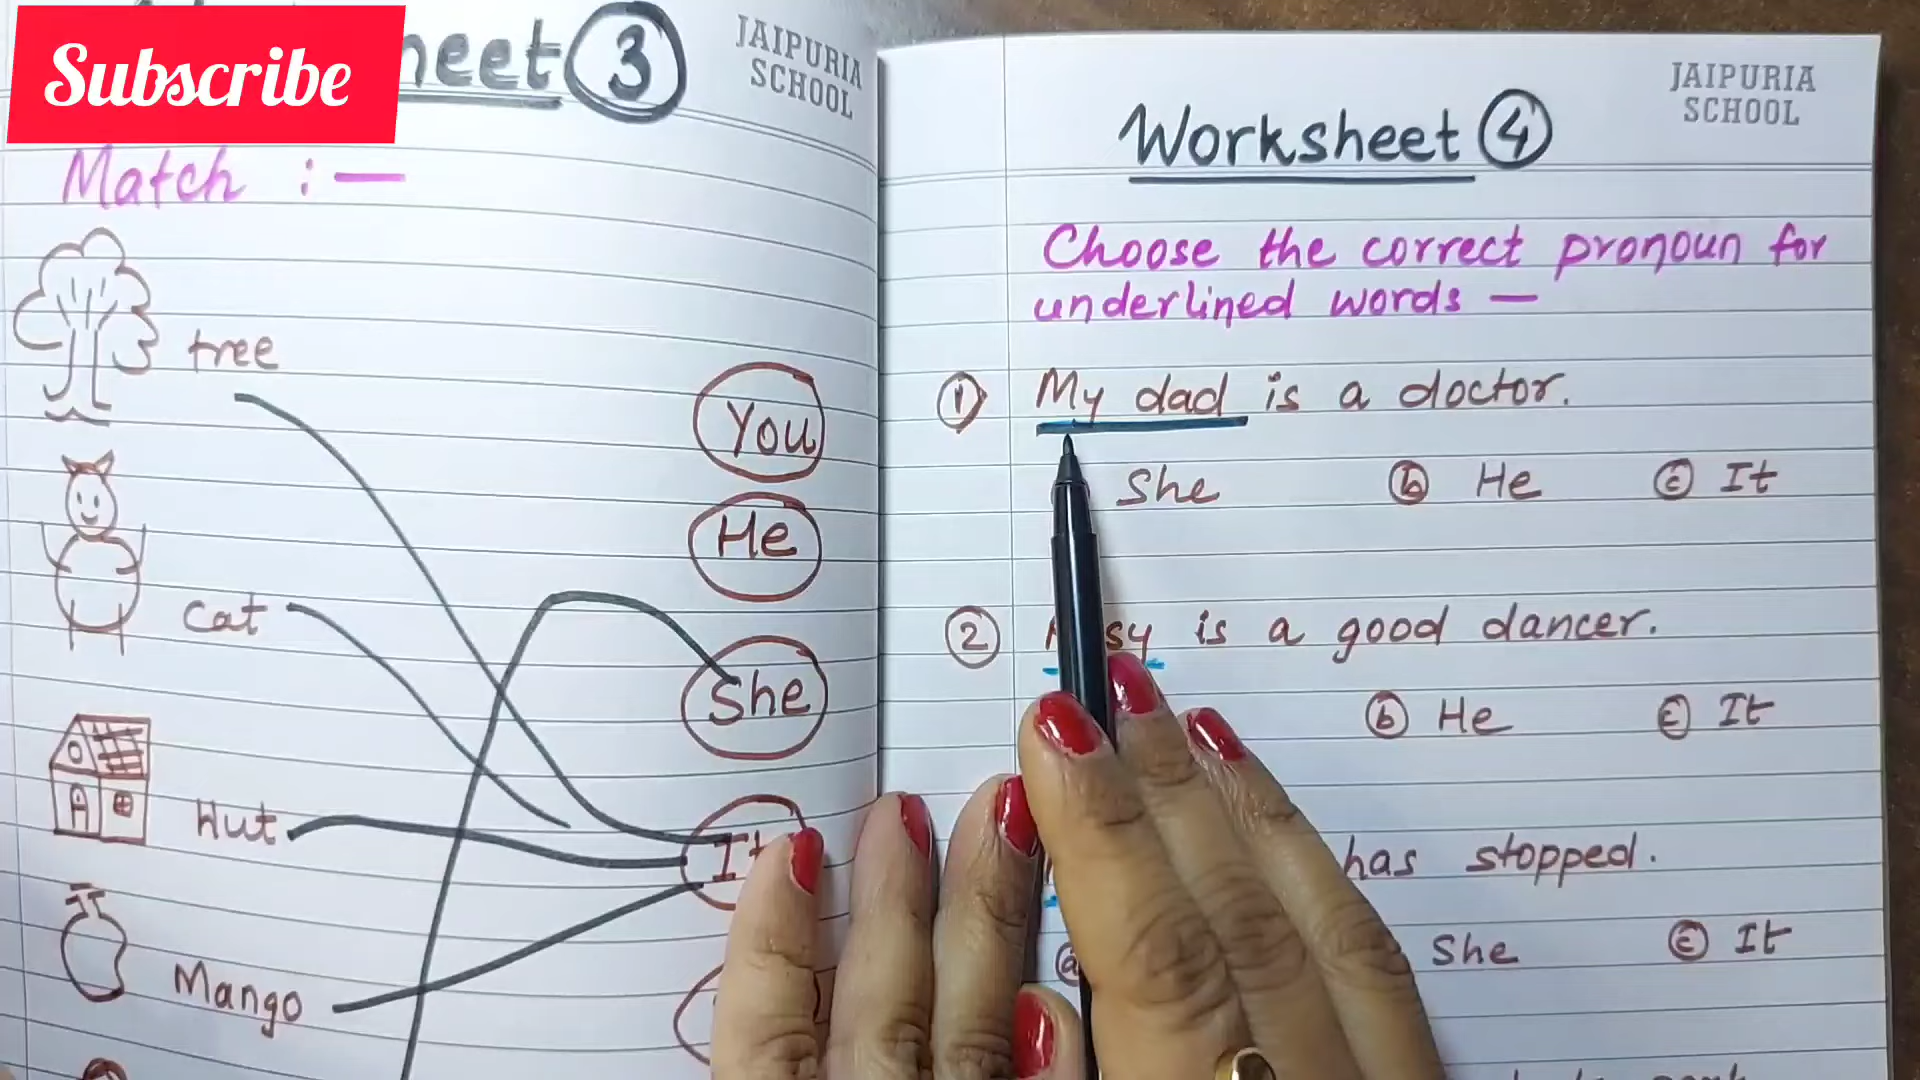 Subscribe
③
JAIPURIA
SCHOOL
Match : —
tree
You
He
cat
She
Hut
Mango
JAIPURIA
SCHOOL
Worksheet ④
Choose the correct pronoun for
underlined words —
① My dad is a doctor.
She ⓑ He ⓒ It
② is a good dancer.
ⓑ He ⓒ It
has stopped.
ⓐ She ⓒ It